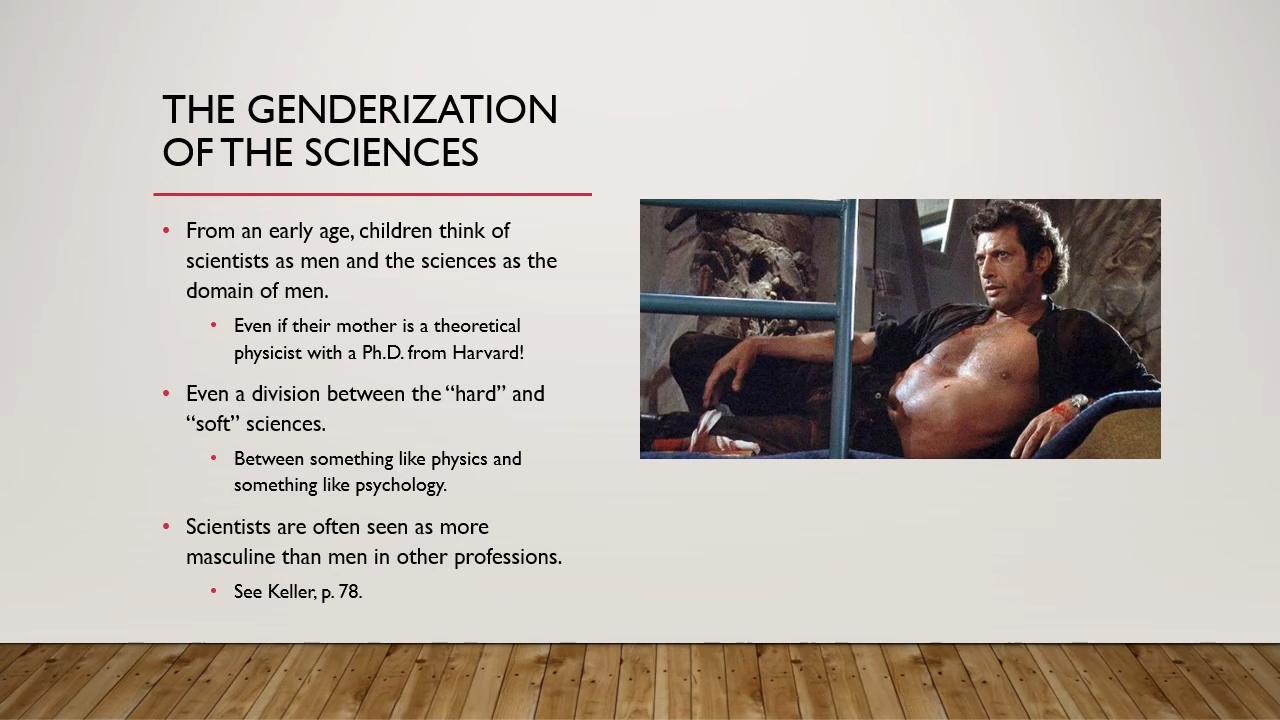 THE GENDERIZATION
OF THE SCIENCES
• From an early age, children think of
scientists as men and the sciences as the
domain of men.
• Even if their mother is a theoretical
physicist with a Ph.D. from Harvard!
• Even a division between the “hard” and
“soft” sciences.
• Between something like physics and
something like psychology.
• Scientists are often seen as more
masculine than men in other professions.
• See Keller, p. 78.